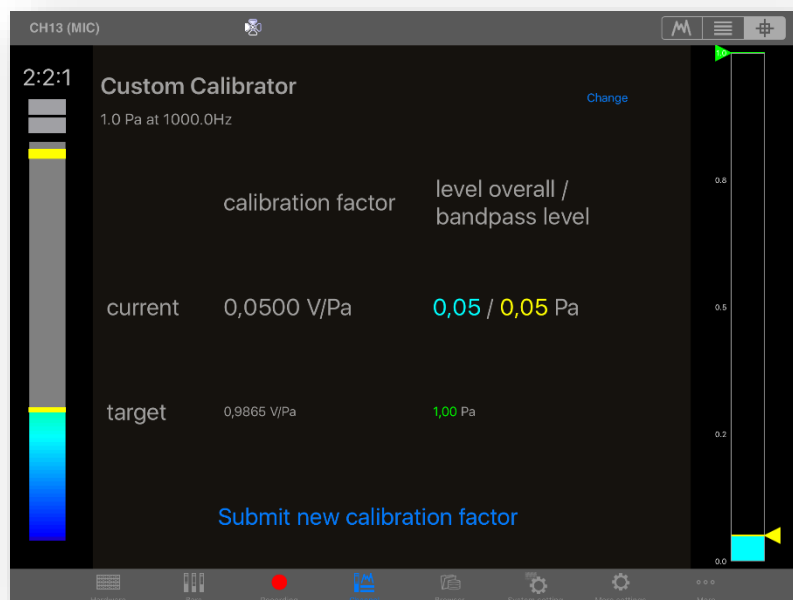 CH13 (MIC)
2:2:1
Custom Calibrator
Change
1.0 Pa at 1000.0Hz
calibration factor
level overall /
bandpass level
current 0,0500 V/Pa 0,05 / 0,05 Pa
target 0,9865 V/Pa 1,00 Pa
Submit new calibration factor
1.0
0.8
0.5
0.2
0.0